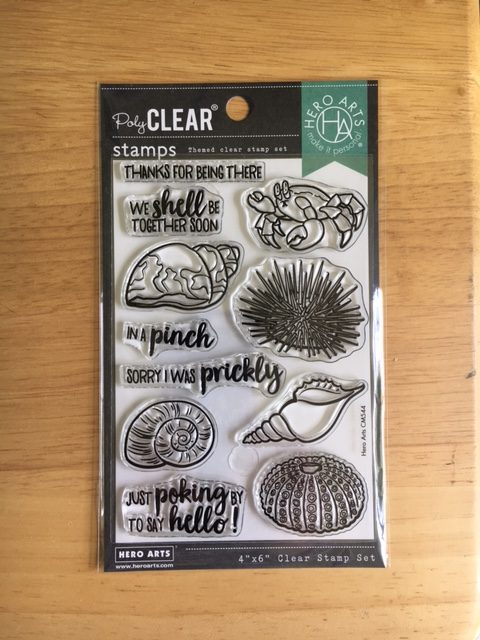 Poly CLEAR®
HERO ARTS
HA
make it personal®
stamps Themed clear stamp set
THANKS FOR BEING THERE
WE shell BE
TOGETHER SOON
IN A pinch
SORRY I WAS prickly
Hero Arts CM544
JUST poking BY
TO SAY hello!
HERO ARTS
www.heroarts.com
4"x6" Clear Stamp Set